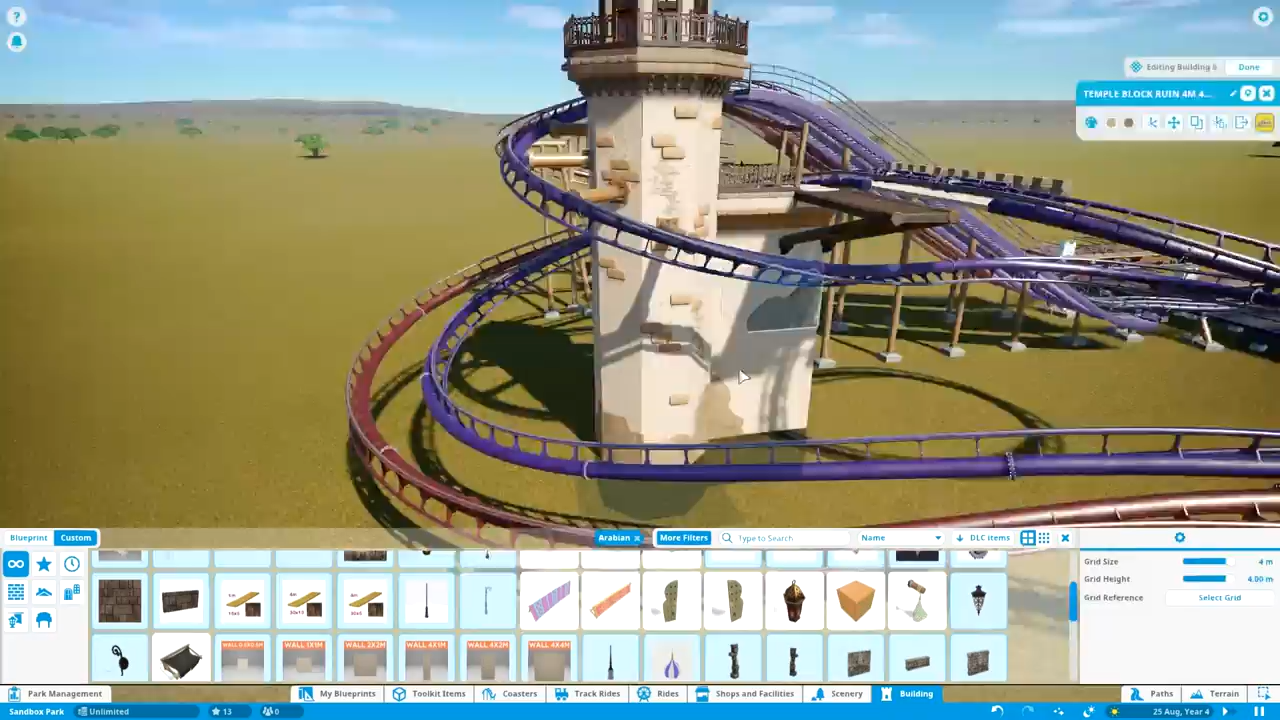 Editing Building 6 Done
TEMPLE BLOCK RUIN 4M 4...
Blueprint Custom
Arabian x More Filters Type to Search Name DLC items
Grid Size 4 m
Grid Height 4.00 m
Grid Reference Select Grid
WALL 1X1M WALL 2X2M WALL 4X1M WALL 4X2M WALL 4X4M
Park Management My Blueprints Toolkit Items Coasters Track Rides Rides Shops and Facilities Scenery Building Paths Terrain
Sandbox Park Unlimited 13 0 25 Aug, Year 4